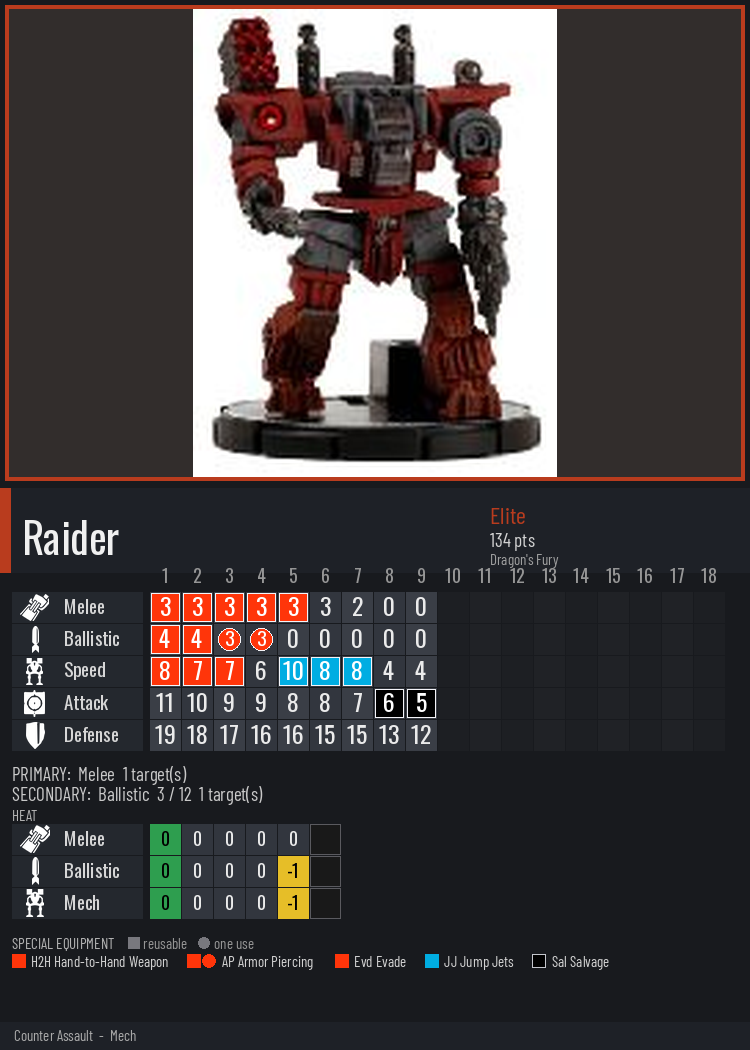 Raider
Elite
134 pts
Dragon's Fury
1 2 3 4 5 6 7 8 9 10 11 12 13 14 15 16 17 18
Melee 3 3 3 3 3 3 2 0 0
Ballistic 4 4 3 3 0 0 0 0 0
Speed 8 7 7 6 10 8 8 4 4
Attack 11 10 9 9 8 8 7 6 5
Defense 19 18 17 16 16 15 15 13 12
PRIMARY: Melee 1 target(s)
SECONDARY: Ballistic 3 / 12 1 target(s)
HEAT
Melee 0 0 0 0 0
Ballistic 0 0 0 0 -1
Mech 0 0 0 0 -1
SPECIAL EQUIPMENT reusable one use
H2H Hand-to-Hand Weapon AP Armor Piercing Evd Evade JJ Jump Jets Sal Salvage
Counter Assault - Mech